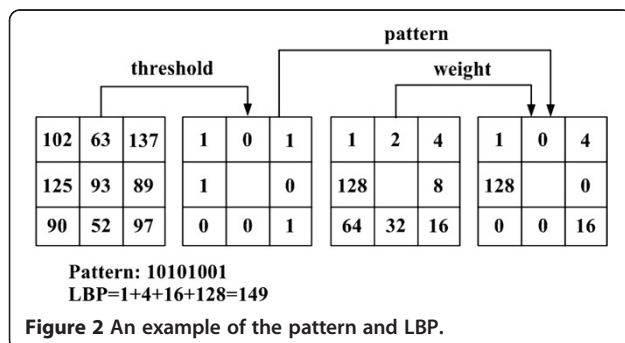 pattern
threshold
weight
102 63 137 1 0 1 1 2 4 1 0 4
125 93 89 1 0 128 8 128 0
90 52 97 0 0 1 64 32 16 0 0 16
Pattern: 10101001
LBP=1+4+16+128=149
Figure 2 An example of the pattern and LBP.